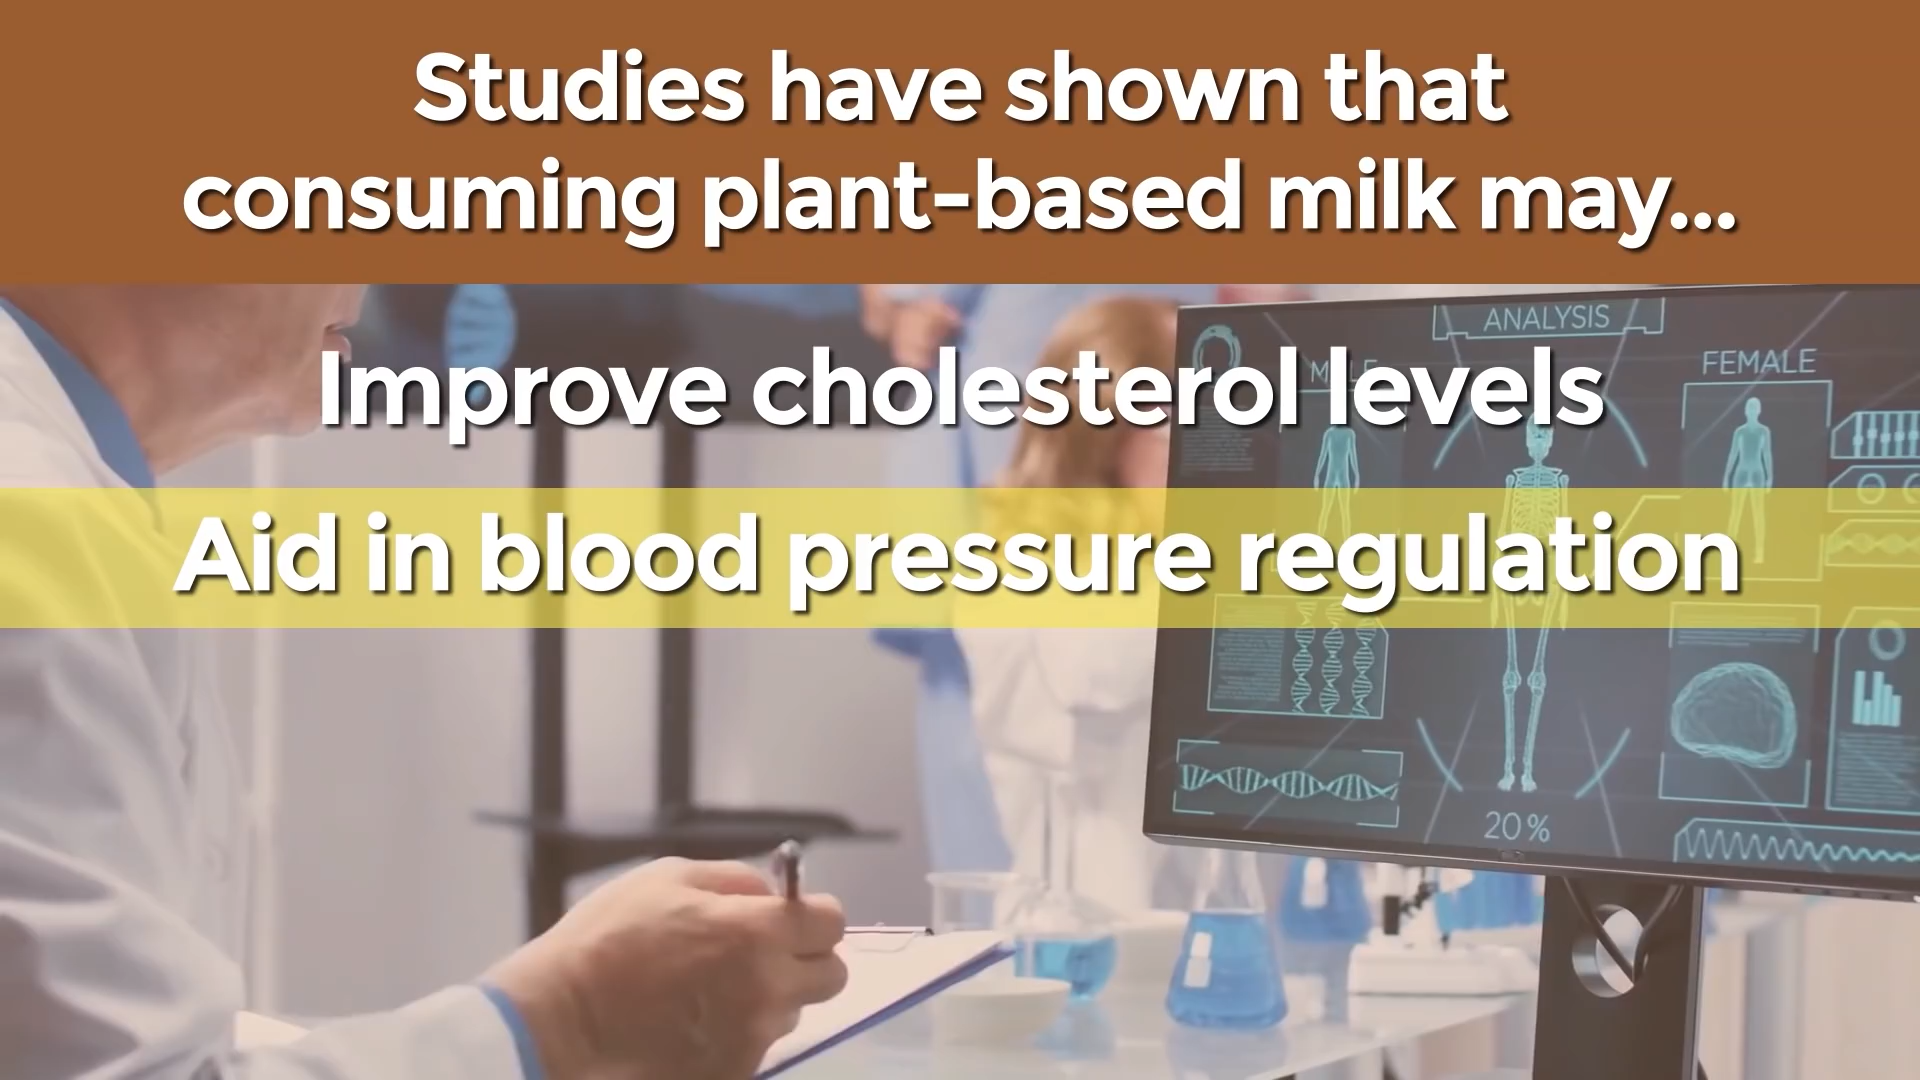 Studies have shown that
consuming plant-based milk may...
ANALYSIS
MALE
FEMALE
Improve cholesterol levels
Aid in blood pressure regulation
20%